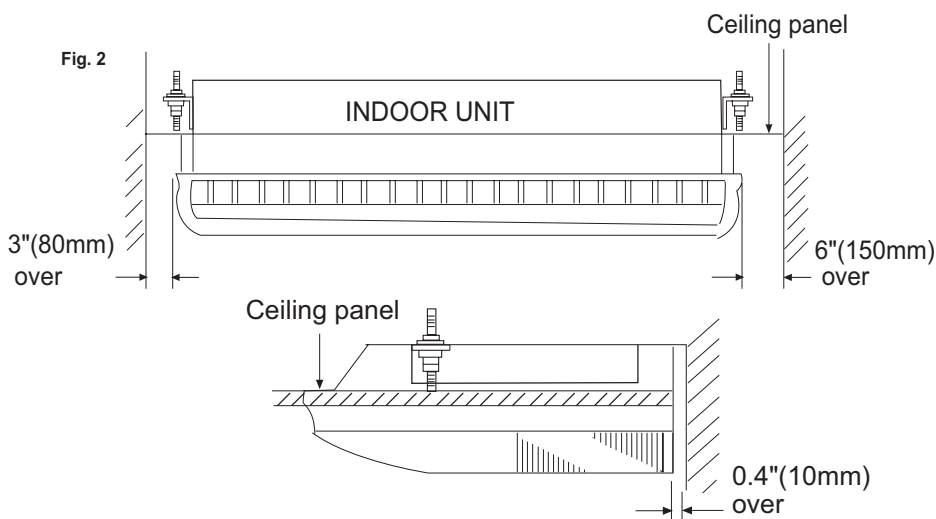 Ceiling panel
Fig. 2
INDOOR UNIT
3"(80mm)
over
6"(150mm)
over
Ceiling panel
0.4"(10mm)
over